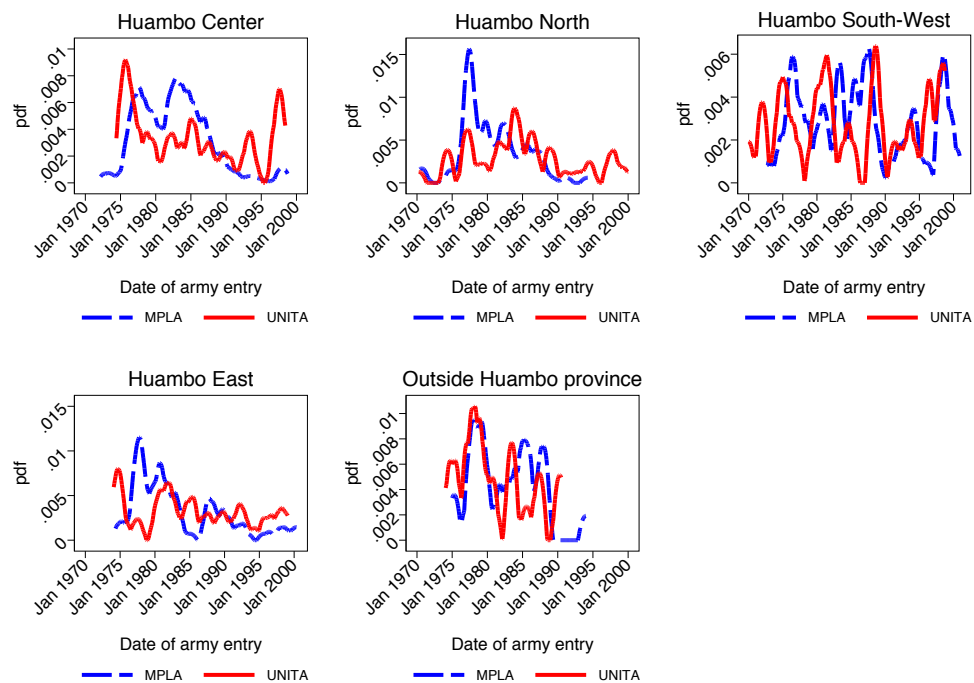 Huambo Center
pdf
0 .002 .004 .006 .008 .01
Jan 1970 Jan 1975 Jan 1980 Jan 1985 Jan 1990 Jan 1995 Jan 2000
Date of army entry
MPLA UNITA
Huambo North
pdf
0 .005 .01 .015
Jan 1970 Jan 1975 Jan 1980 Jan 1985 Jan 1990 Jan 1995 Jan 2000
Date of army entry
MPLA UNITA
Huambo South-West
pdf
0 .002 .004 .006
Jan 1970 Jan 1975 Jan 1980 Jan 1985 Jan 1990 Jan 1995 Jan 2000
Date of army entry
MPLA UNITA
Huambo East
pdf
0 .005 .01 .015
Jan 1970 Jan 1975 Jan 1980 Jan 1985 Jan 1990 Jan 1995 Jan 2000
Date of army entry
MPLA UNITA
Outside Huambo province
pdf
0 .002 .004 .006 .008 .01
Jan 1970 Jan 1975 Jan 1980 Jan 1985 Jan 1990 Jan 1995 Jan 2000
Date of army entry
MPLA UNITA